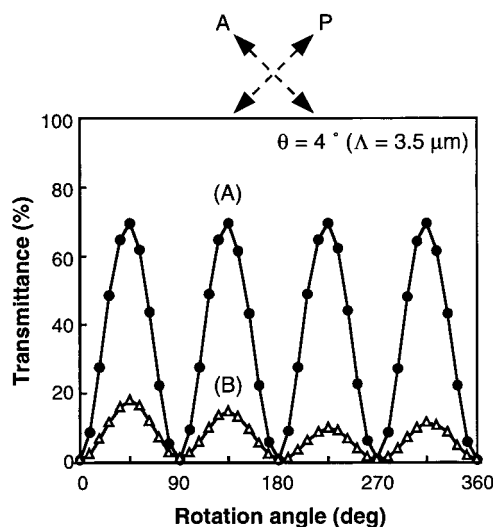 A P
100
θ = 4 ° (Λ = 3.5 μm)
80
(A)
60
40
(B)
20
0
0 90 180 270 360
Transmittance (%)
Rotation angle (deg)